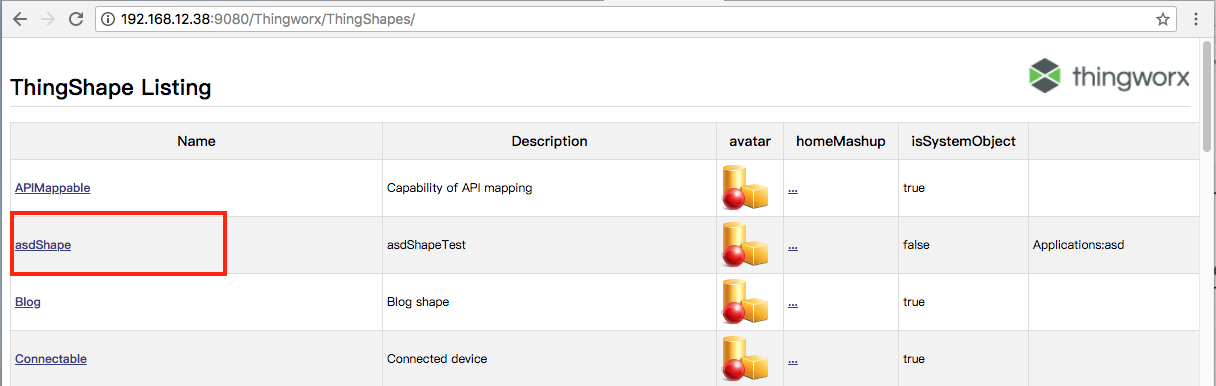 192.168.12.38:9080/Thingworx/ThingShapes/
ThingShape Listing
thingworx
Name Description avatar homeMashup isSystemObject
APIMappable Capability of API mapping ... true
asdShape asdShapeTest ... false Applications:asd
Blog Blog shape ... true
Connectable Connected device ... true